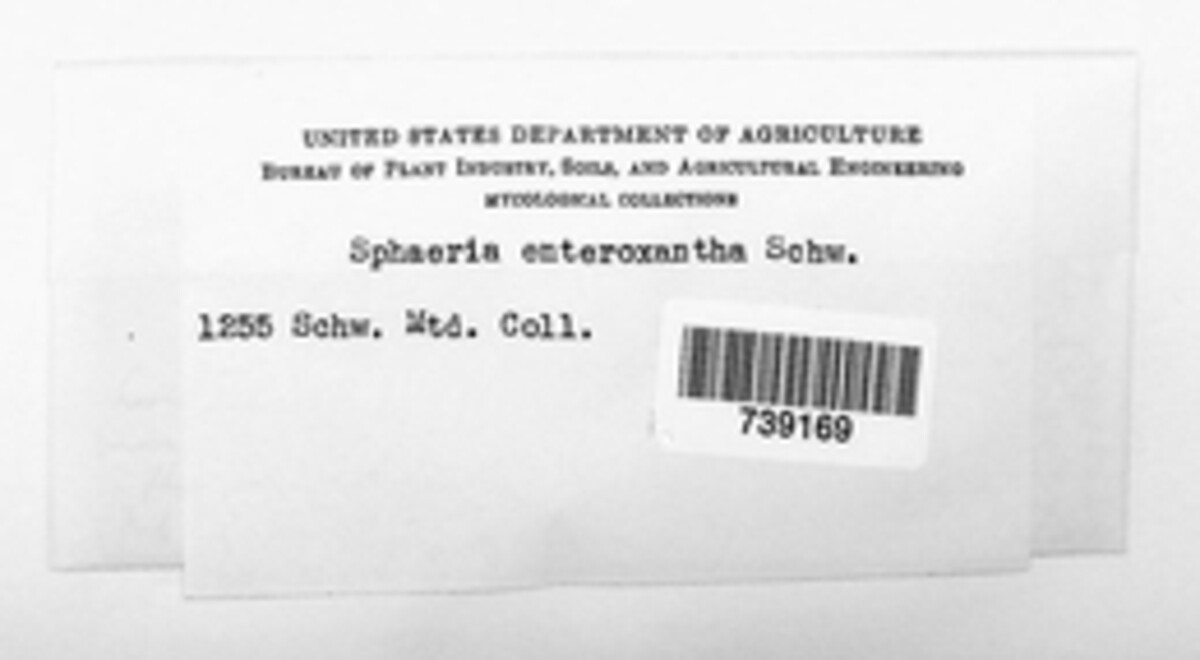 UNITED STATES DEPARTMENT OF AGRICULTURE
BUREAU OF PLANT INDUSTRY, SOILS, AND AGRICULTURAL ENGINEERING
MYCOLOGICAL COLLECTIONS
Sphaeria enteroxantha Schw.
1255 Schw. Mtd. Coll.
739169